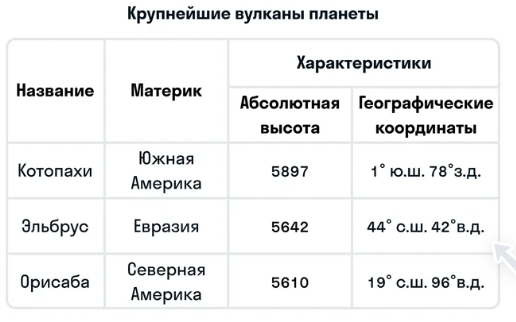 Крупнейшие вулканы планеты
Название
Материк
Характеристики
Абсолютная
высота
Географические
координаты
Котопахи
Южная
Америка
5897
1° ю.ш. 78°з.д.
Эльбрус
Евразия
5642
44° с.ш. 42°в.д.
Орисаба
Северная
Америка
5610
19° с.ш. 96°в.д.